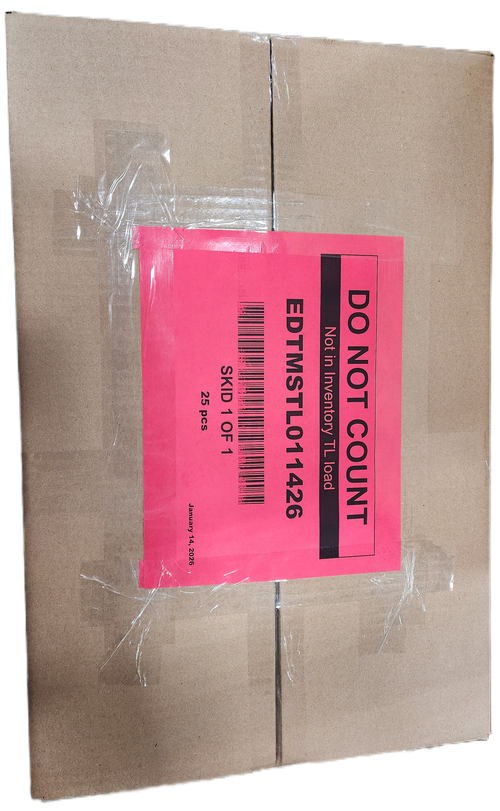 DO NOT COUNT
Not in Inventory TL load
EDTMSTL011426
SKID 1 OF 1
25 pcs
January 14, 2026